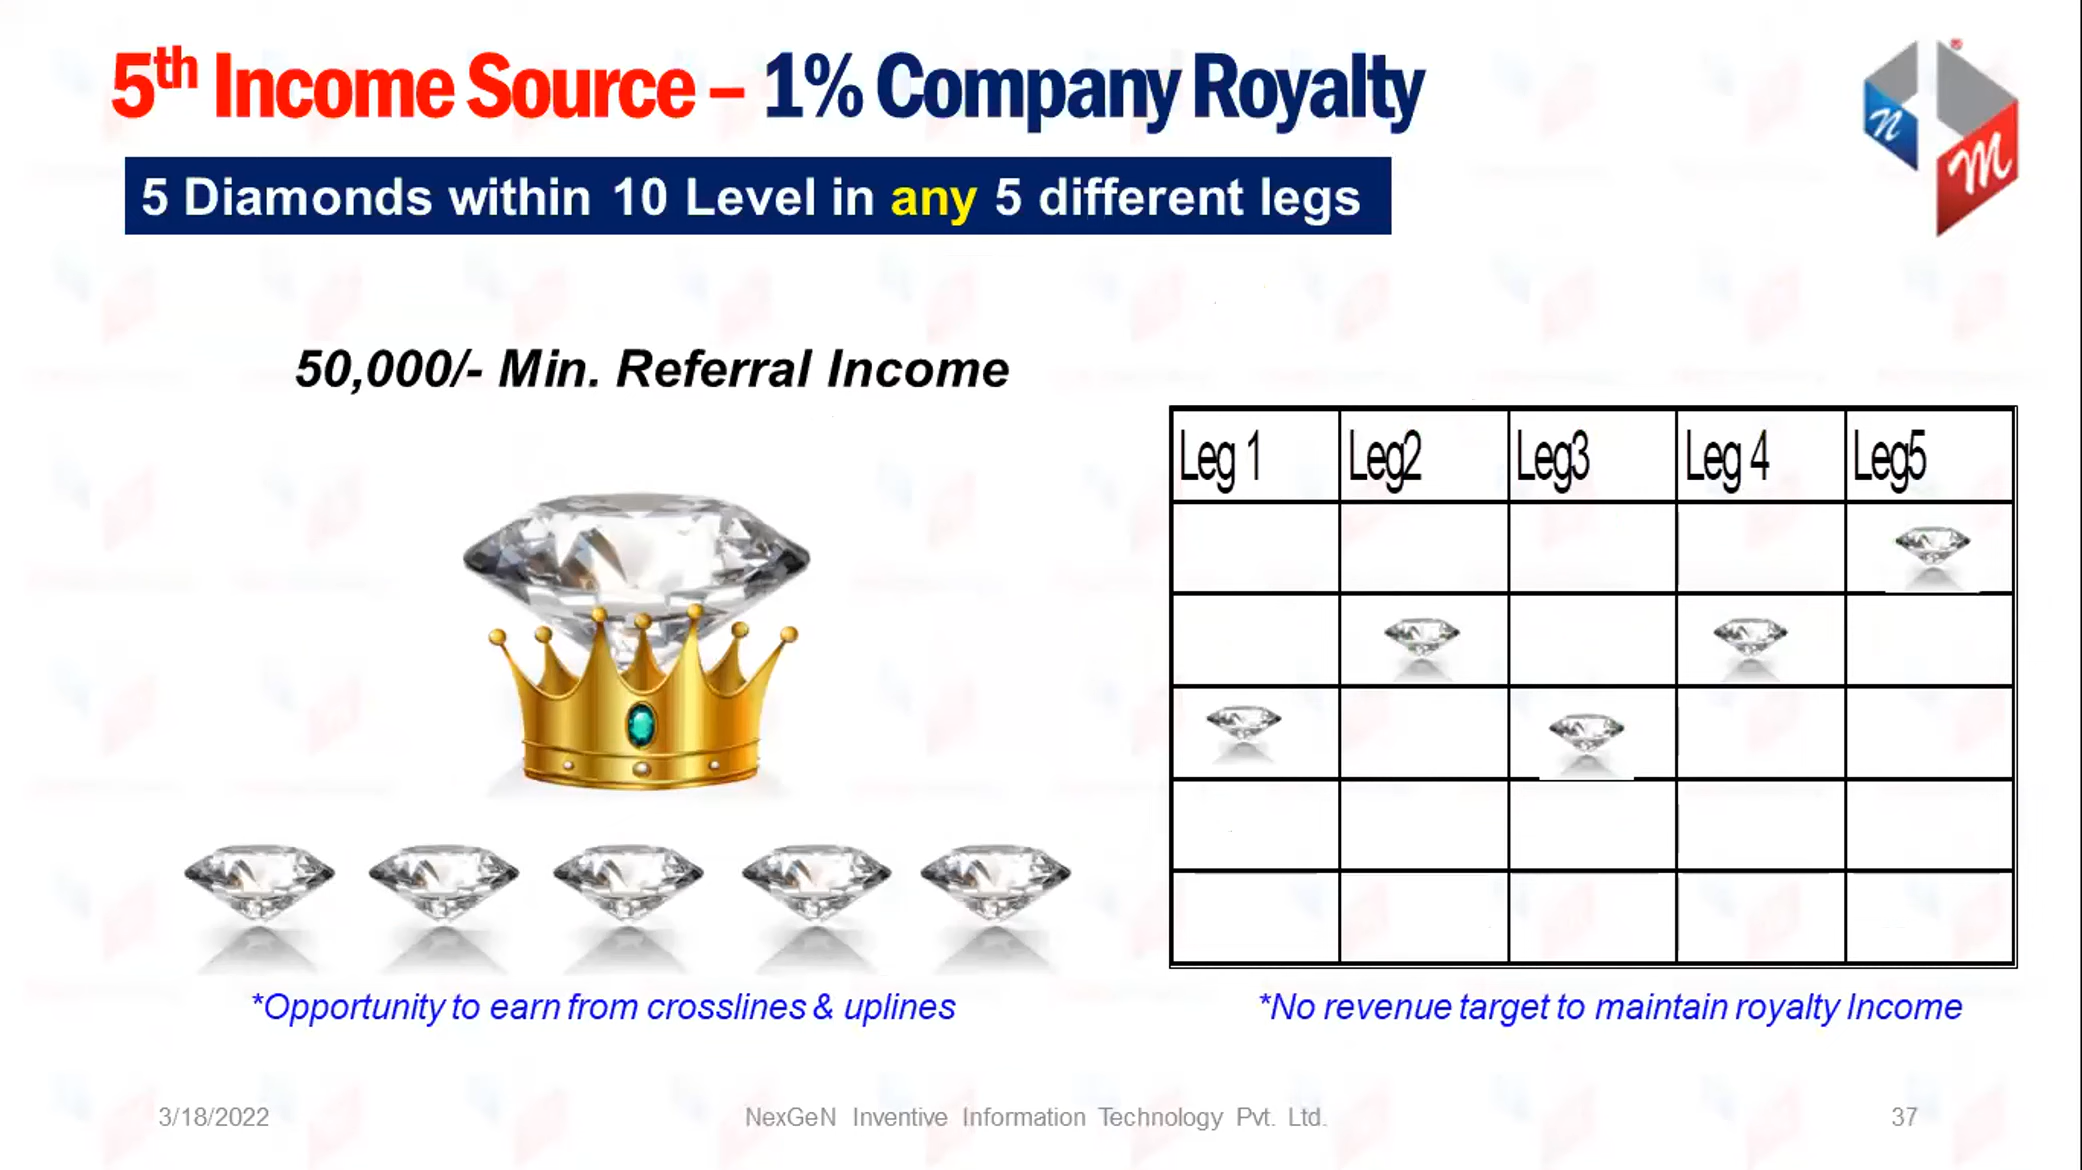 5th Income Source – 1% Company Royalty
n
M
5 Diamonds within 10 Level in any 5 different legs
50,000/- Min. Referral Income
Leg 1 Leg2 Leg3 Leg 4 Leg5
*Opportunity to earn from crosslines & uplines
*No revenue target to maintain royalty Income
3/18/2022
NexGeN Inventive Information Technology Pvt. Ltd.
37